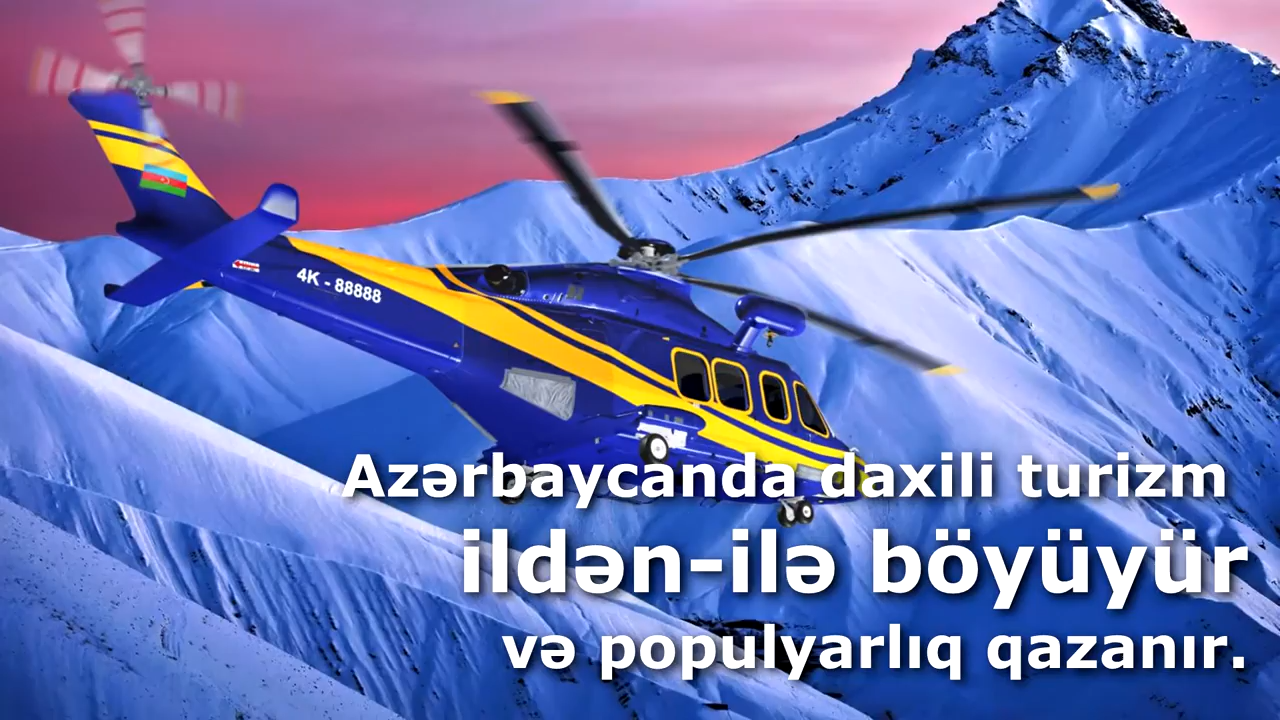 4K - 88888
Azərbaycanda daxili turizm
ildən-ilə böyüyür
və populyarlıq qazanır.